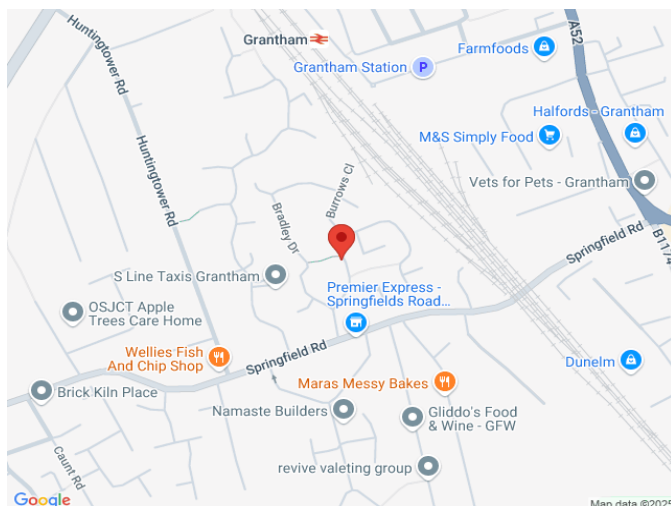 Huntingtower Rd
Grantham
Grantham Station
P
Farmfoods
A52
Halfords - Grantham
M&S Simply Food
Huntingtower Rd
Burrows Cl
Vets for Pets - Grantham
Bradley Dr
B1174
Springfield Rd
S Line Taxis Grantham
Premier Express -
Springfields Road...
OSJCT Apple
Trees Care Home
Wellies Fish
And Chip Shop
Springfield Rd
Dunelm
Maras Messy Bakes
Brick Kiln Place
Namaste Builders
Gliddo's Food
& Wine - GFW
Caunt Rd
revive valeting group
Google
Map data ©2025